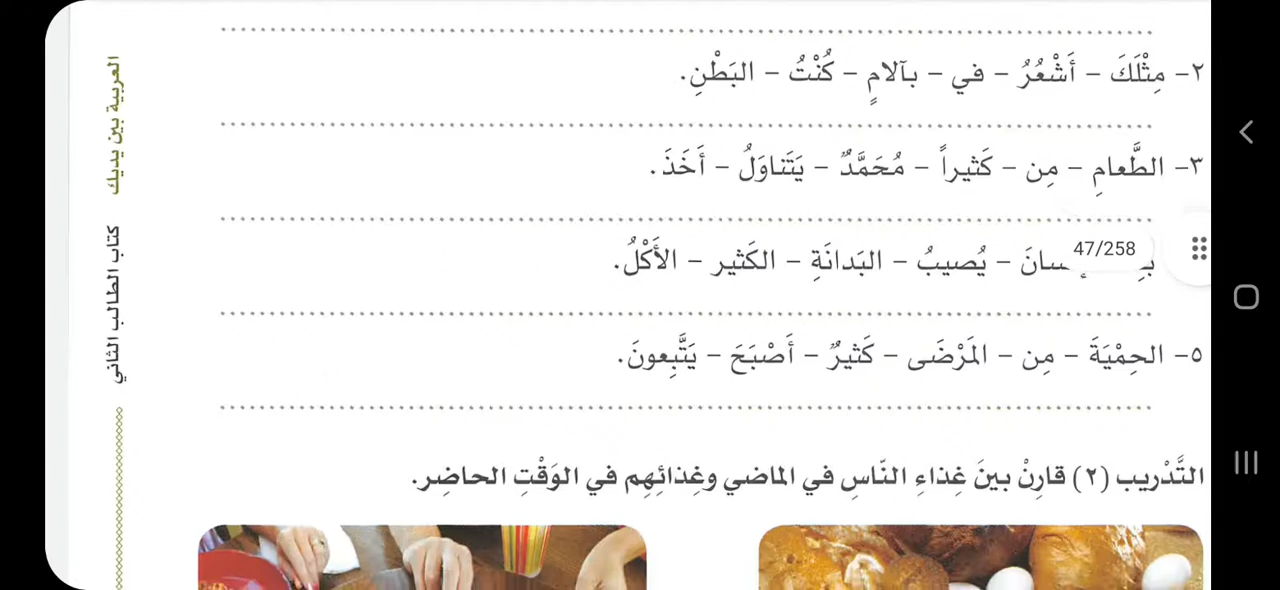 ٢- مِثْلَكَ - أَشْعُرُ - في - بآلامٍ - كُنْتُ - البَطْنِ.
٣- الطَّعامِ - مِن - كَثيراً - مُحَمَّدٌ - يَتَناوَلُ - أَخَذَ.
- يُصيبُ - البَدانَةِ - الكَثير - الأَكْلُ.
47/258
٥- الحِمْيَةَ - مِن - المَرْضَى - كَثيرٌ - أَصْبَحَ - يَتَّبِعونَ.
التَّدْريب (٢) قارِنْ بينَ غِذاءِ النّاسِ في الماضي وغِذائِهِم في الوَقْتِ الحاضِرِ.
العربية بين يديك كتاب الطالب الثاني